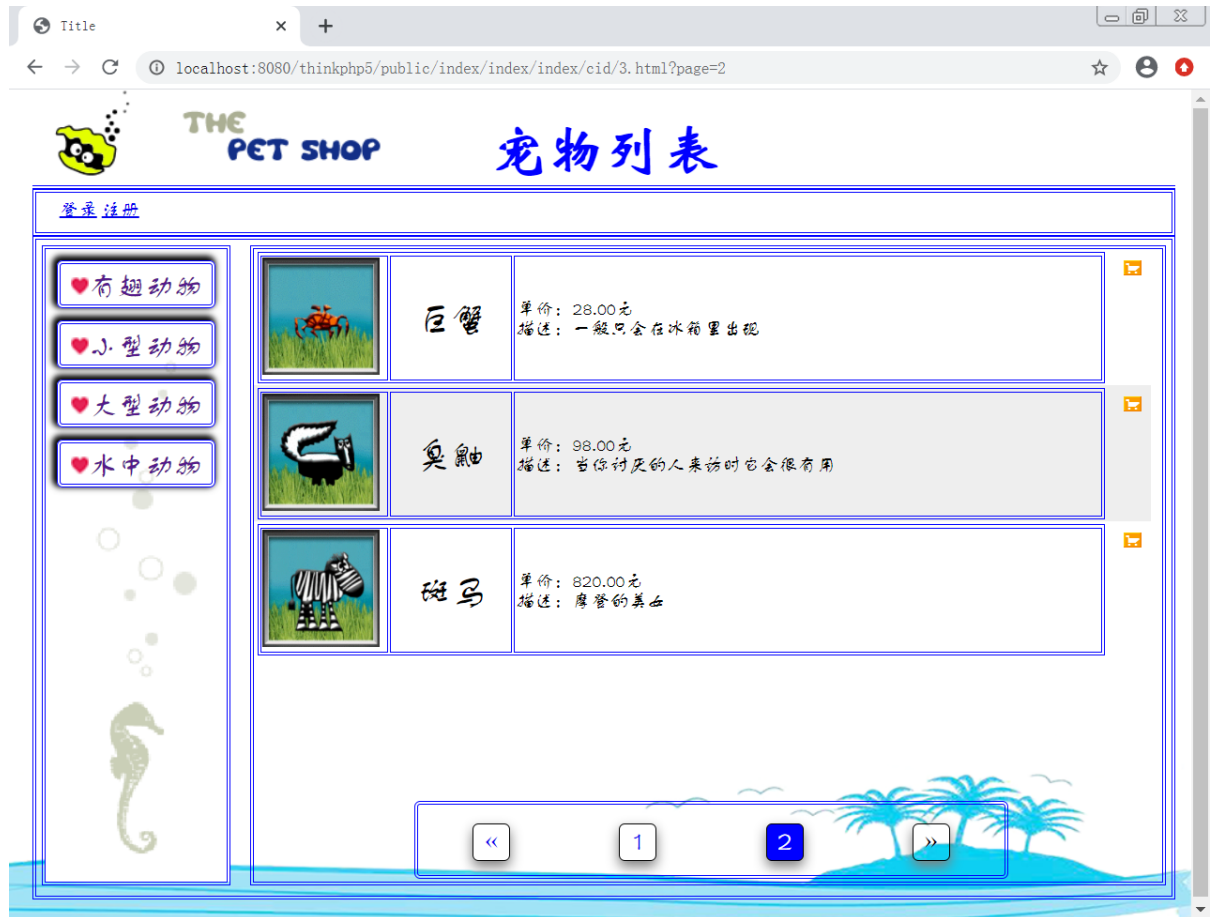 Title
localhost:8080/thinkphp5/public/index/index/index/cid/3.html?page=2
THE
PET SHOP
宠物列表
登录 注册
有翅动物
小型动物
大型动物
水中动物
巨蟹
单价：28.00元
描述：一般只会在冰箱里出现
臭鼬
单价：98.00元
描述：当你讨厌的人来访时它会很有用
斑马
单价：820.00元
描述：摩登的美女
« 1 2 »